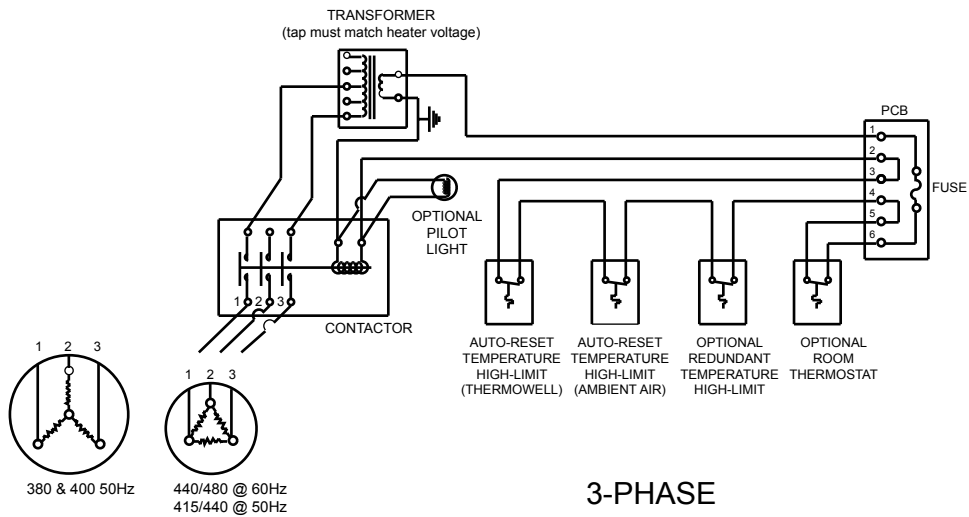 TRANSFORMER
(tap must match heater voltage)
PCB
1
2
3
4
5
6
FUSE
OPTIONAL
PILOT
LIGHT
1 2 3
CONTACTOR
AUTO-RESET
TEMPERATURE
HIGH-LIMIT
(THERMOWELL)
AUTO-RESET
TEMPERATURE
HIGH-LIMIT
(AMBIENT AIR)
OPTIONAL
REDUNDANT
TEMPERATURE
HIGH-LIMIT
OPTIONAL
ROOM
THERMOSTAT
1 2 3
380 & 400 50Hz
1 2 3
440/480 @ 60Hz
415/440 @ 50Hz
3-PHASE